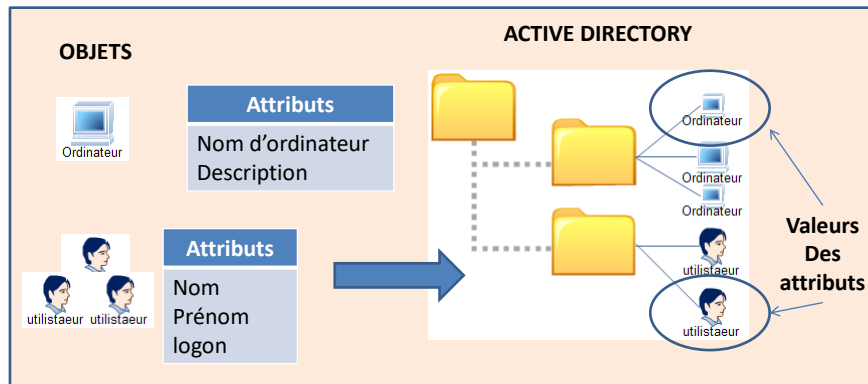 OBJETS
Ordinateur
Attributs
Nom d'ordinateur
Description
utilistaeur utilistaeur
Attributs
Nom
Prénom
logon
ACTIVE DIRECTORY
Ordinateur
Ordinateur
Ordinateur
utilistaeur
utilistaeur
Valeurs
Des
attributs